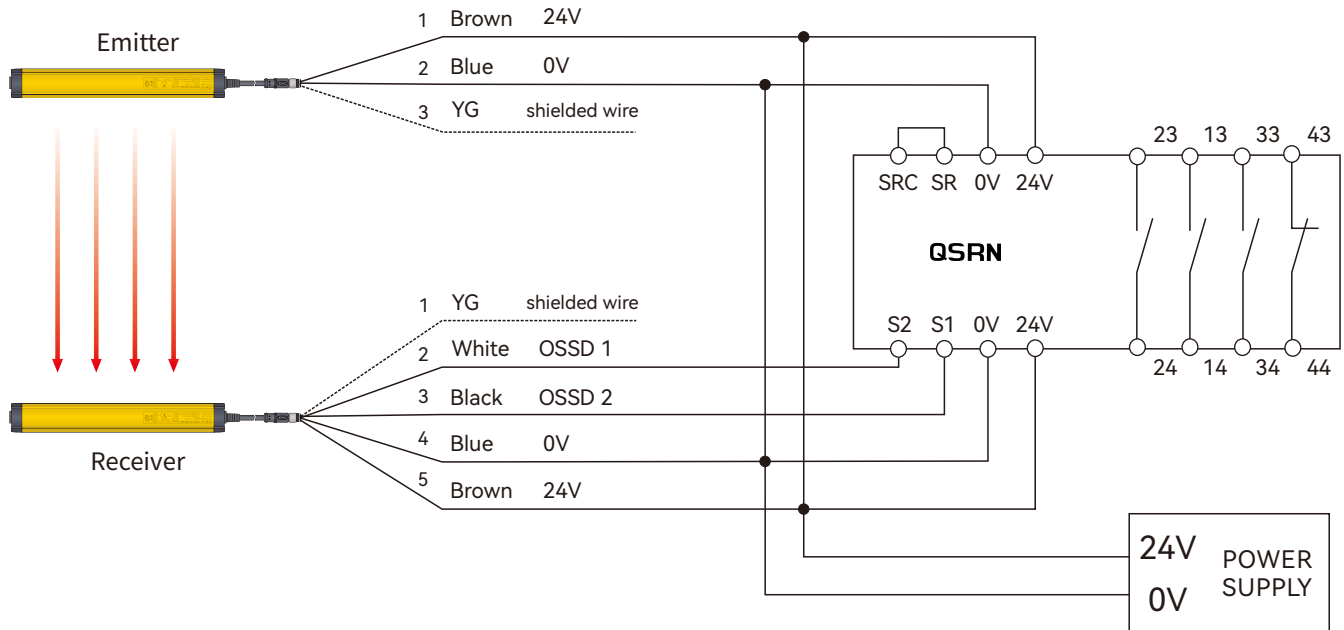 Emitter
1 Brown 24V
2 Blue 0V
3 YG shielded wire
23 13 33 43
SRC SR 0V 24V
QSRN
S2 S1 0V 24V
24 14 34 44
1 YG shielded wire
2 White OSSD 1
3 Black OSSD 2
4 Blue 0V
5 Brown 24V
Receiver
24V
0V
POWER
SUPPLY